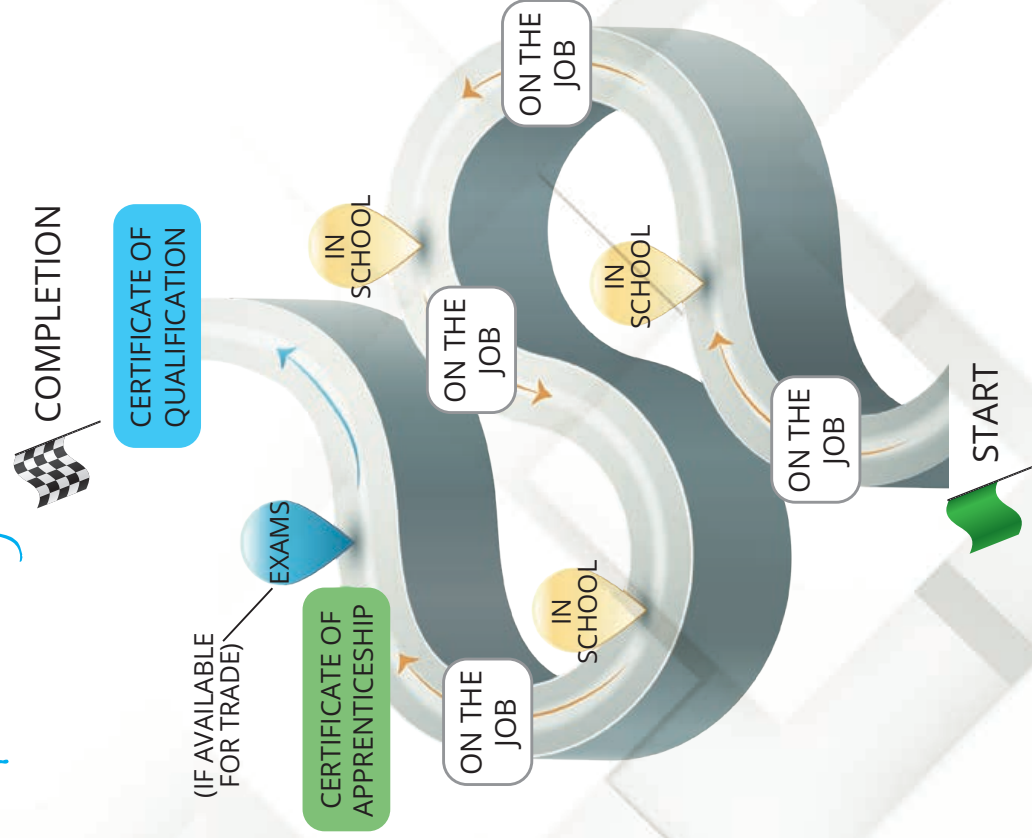 START
ON THE
JOB
IN
SCHOOL
ON THE
JOB
IN
SCHOOL
ON THE
JOB
IN
SCHOOL
ON THE
JOB
CERTIFICATE OF
APPRENTICESHIP
(IF AVAILABLE
FOR TRADE)
EXAMS
CERTIFICATE OF
QUALIFICATION
COMPLETION